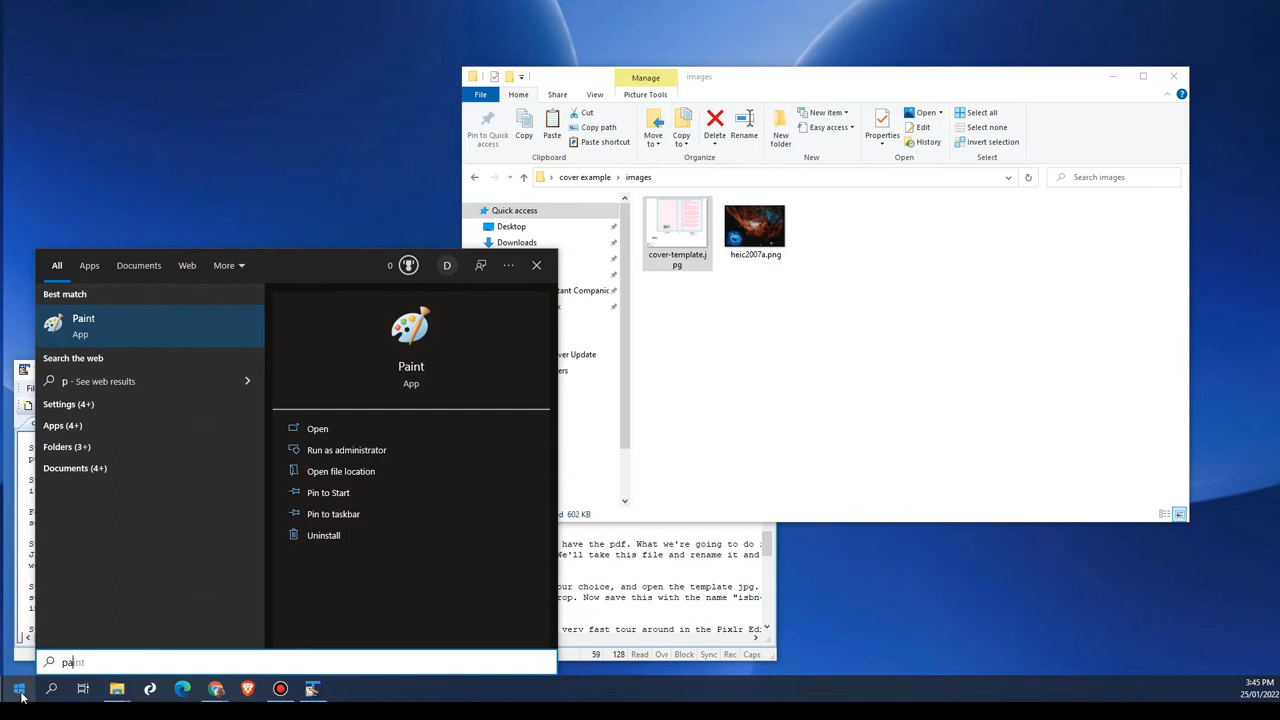 Manage
images
File
Home
Share
View
Picture Tools
Pin to Quick access
Copy
Paste
Cut
Copy path
Paste shortcut
Clipboard
Move to
Copy to
Delete
Rename
Organize
New folder
New item
Easy access
New
Properties
Open
Edit
History
Open
Select all
Select none
Invert selection
Select
cover example > images
Search images
Quick access
Desktop
Downloads
cover-template.j
pg
heic2007a.png
602 KB
All
Apps
Documents
Web
More
0
D
Best match
Paint
App
Search the web
p - See web results
Settings (4+)
Apps (4+)
Folders (3+)
Documents (4+)
Paint
App
Open
Run as administrator
Open file location
Pin to Start
Pin to taskbar
Uninstall
have the pdf. What we're going to do
We'll take this file and rename it and
our choice, and open the template jpg.
rop. Now save this with the name "isbn-
very fast tour around in the Pixlr Ed
59 128 Read Ovr Block Sync Rec Caps
paint
3:45 PM
25/01/2022